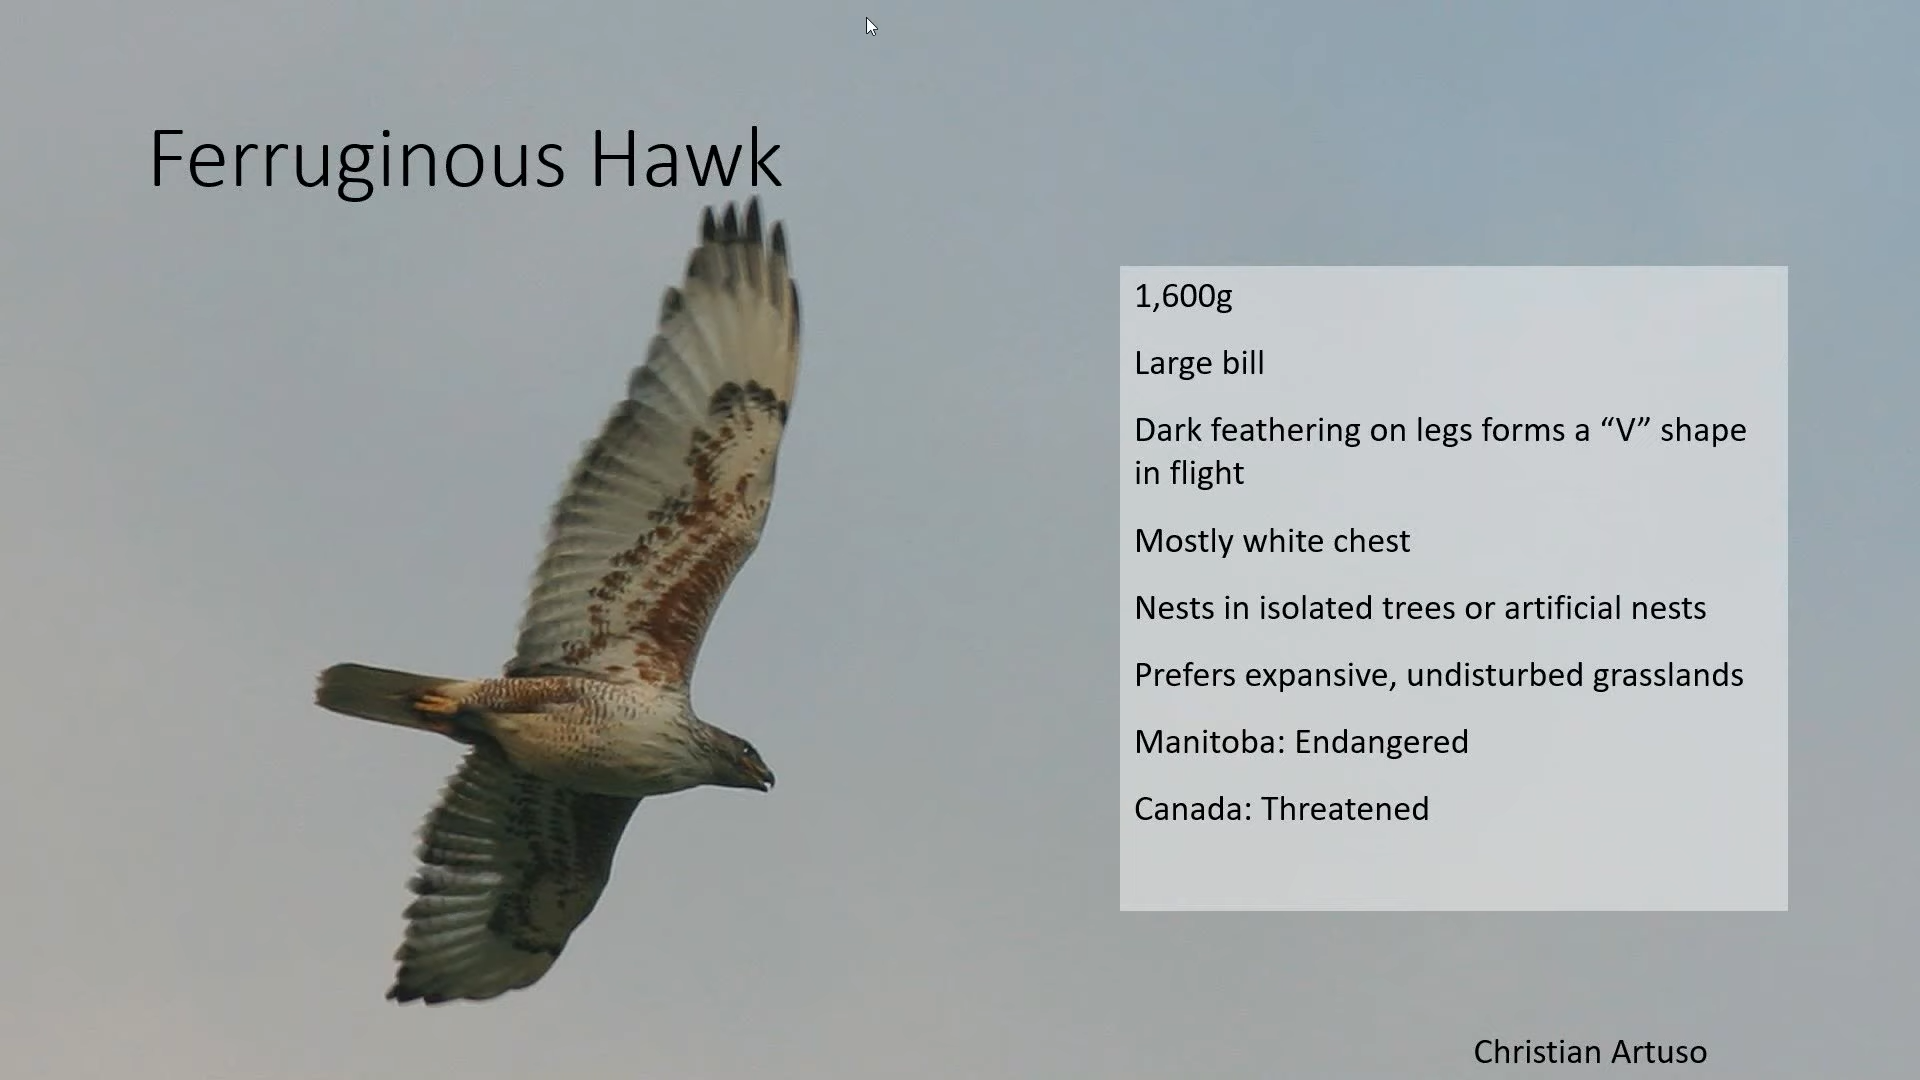 Ferruginous Hawk
1,600g
Large bill
Dark feathering on legs forms a “V” shape
in flight
Mostly white chest
Nests in isolated trees or artificial nests
Prefers expansive, undisturbed grasslands
Manitoba: Endangered
Canada: Threatened
Christian Artuso